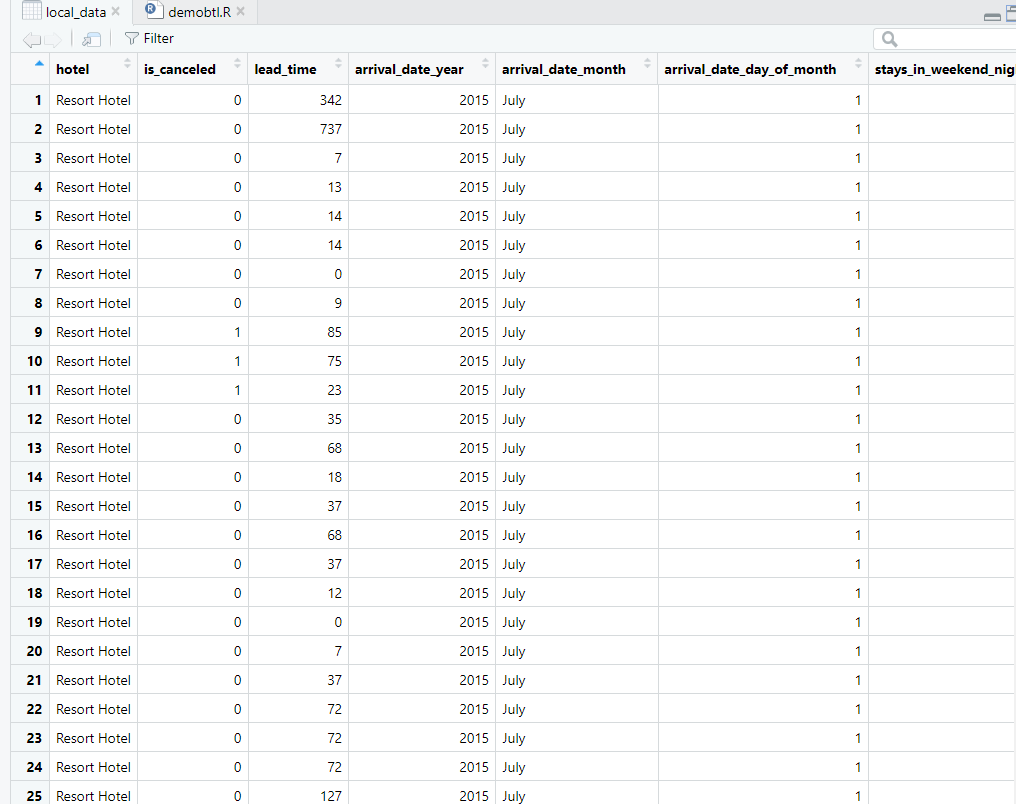 local_data demobtl.R
Filter
hotel is_canceled lead_time arrival_date_year arrival_date_month arrival_date_day_of_month stays_in_weekend_nig
1 Resort Hotel 0 342 2015 July 1
2 Resort Hotel 0 737 2015 July 1
3 Resort Hotel 0 7 2015 July 1
4 Resort Hotel 0 13 2015 July 1
5 Resort Hotel 0 14 2015 July 1
6 Resort Hotel 0 14 2015 July 1
7 Resort Hotel 0 0 2015 July 1
8 Resort Hotel 0 9 2015 July 1
9 Resort Hotel 1 85 2015 July 1
10 Resort Hotel 1 75 2015 July 1
11 Resort Hotel 1 23 2015 July 1
12 Resort Hotel 0 35 2015 July 1
13 Resort Hotel 0 68 2015 July 1
14 Resort Hotel 0 18 2015 July 1
15 Resort Hotel 0 37 2015 July 1
16 Resort Hotel 0 68 2015 July 1
17 Resort Hotel 0 37 2015 July 1
18 Resort Hotel 0 12 2015 July 1
19 Resort Hotel 0 0 2015 July 1
20 Resort Hotel 0 7 2015 July 1
21 Resort Hotel 0 37 2015 July 1
22 Resort Hotel 0 72 2015 July 1
23 Resort Hotel 0 72 2015 July 1
24 Resort Hotel 0 72 2015 July 1
25 Resort Hotel 0 127 2015 July 1